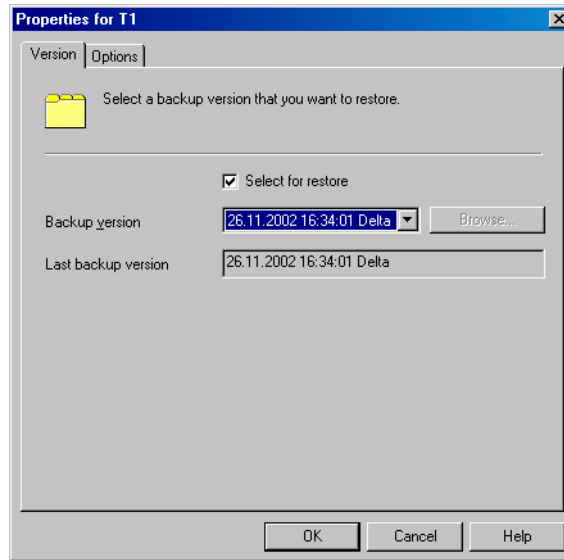 Properties for T1
Version Options
Select a backup version that you want to restore.
Select for restore
Backup version 26.11.2002 16:34:01 Delta Browse...
Last backup version 26.11.2002 16:34:01 Delta
OK Cancel Help